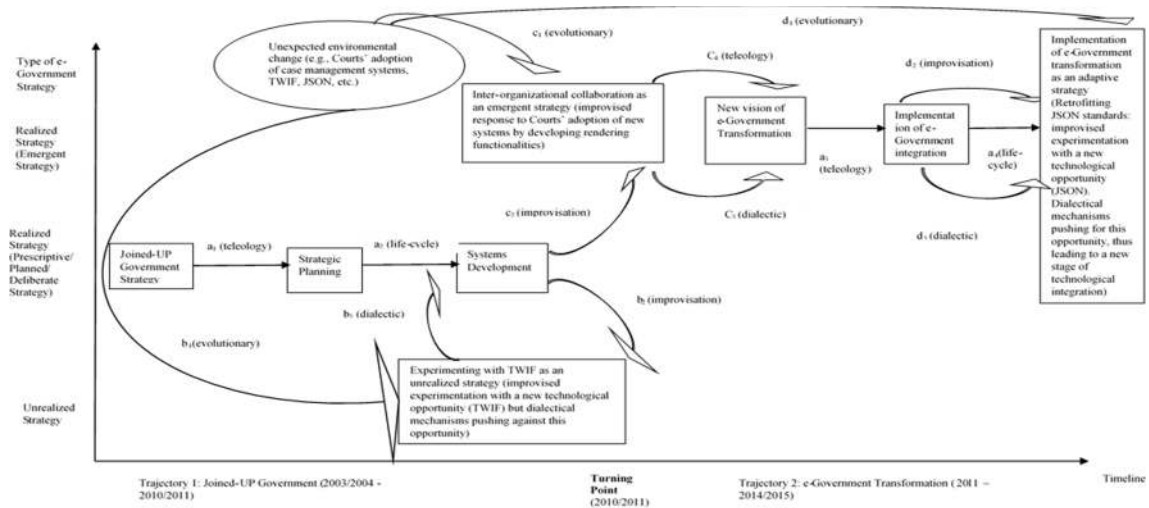 Type of e-
Government
Strategy
Realized
Strategy
(Emergent
Strategy)
Realized
Strategy
(Prescriptive/
Planned/
Deliberate
Strategy)
Unrealized
Strategy
Unexpected environmental
change (e.g., Courts' adoption
of case management systems,
TWIF, JSON, etc.)
c₁ (evolutionary)
d₁ (evolutionary)
Inter-organizational collaboration as
an emergent strategy (improvised
response to Courts' adoption of new
systems by developing rendering
functionalities)
C₄ (teleology)
New vision of
e-Government
Transformation
C₃ (dialectic)
a₃
(teleology)
Implementat
ion of e-
Government
integration
d₂ (improvisation)
a₄(life-
cycle)
d₃ (dialectic)
Implementation
of e-Government
transformation
as an adaptive
strategy
(Retrofitting
JSON standards:
improvised
experimentation
with a new
technological
opportunity
(JSON).
Dialectical
mechanisms
pushing for this
opportunity, thus
leading to a new
stage of
technological
integration)
Joined-UP
Government
Strategy
a₁ (teleology)
Strategic
Planning
a₂ (life-cycle)
Systems
Development
c₂ (improvisation)
b₂(improvisation)
b₃ (dialectic)
b₁(evolutionary)
Experimenting with TWIF as an
unrealized strategy (improvised
experimentation with a new technological
opportunity (TWIF) but dialectical
mechanisms pushing against this
opportunity)
Trajectory 1: Joined-UP Government (2003/2004 -
2010/2011)
Turning
Point
(2010/2011)
Trajectory 2: e-Government Transformation (2011 –
2014/2015)
Timeline